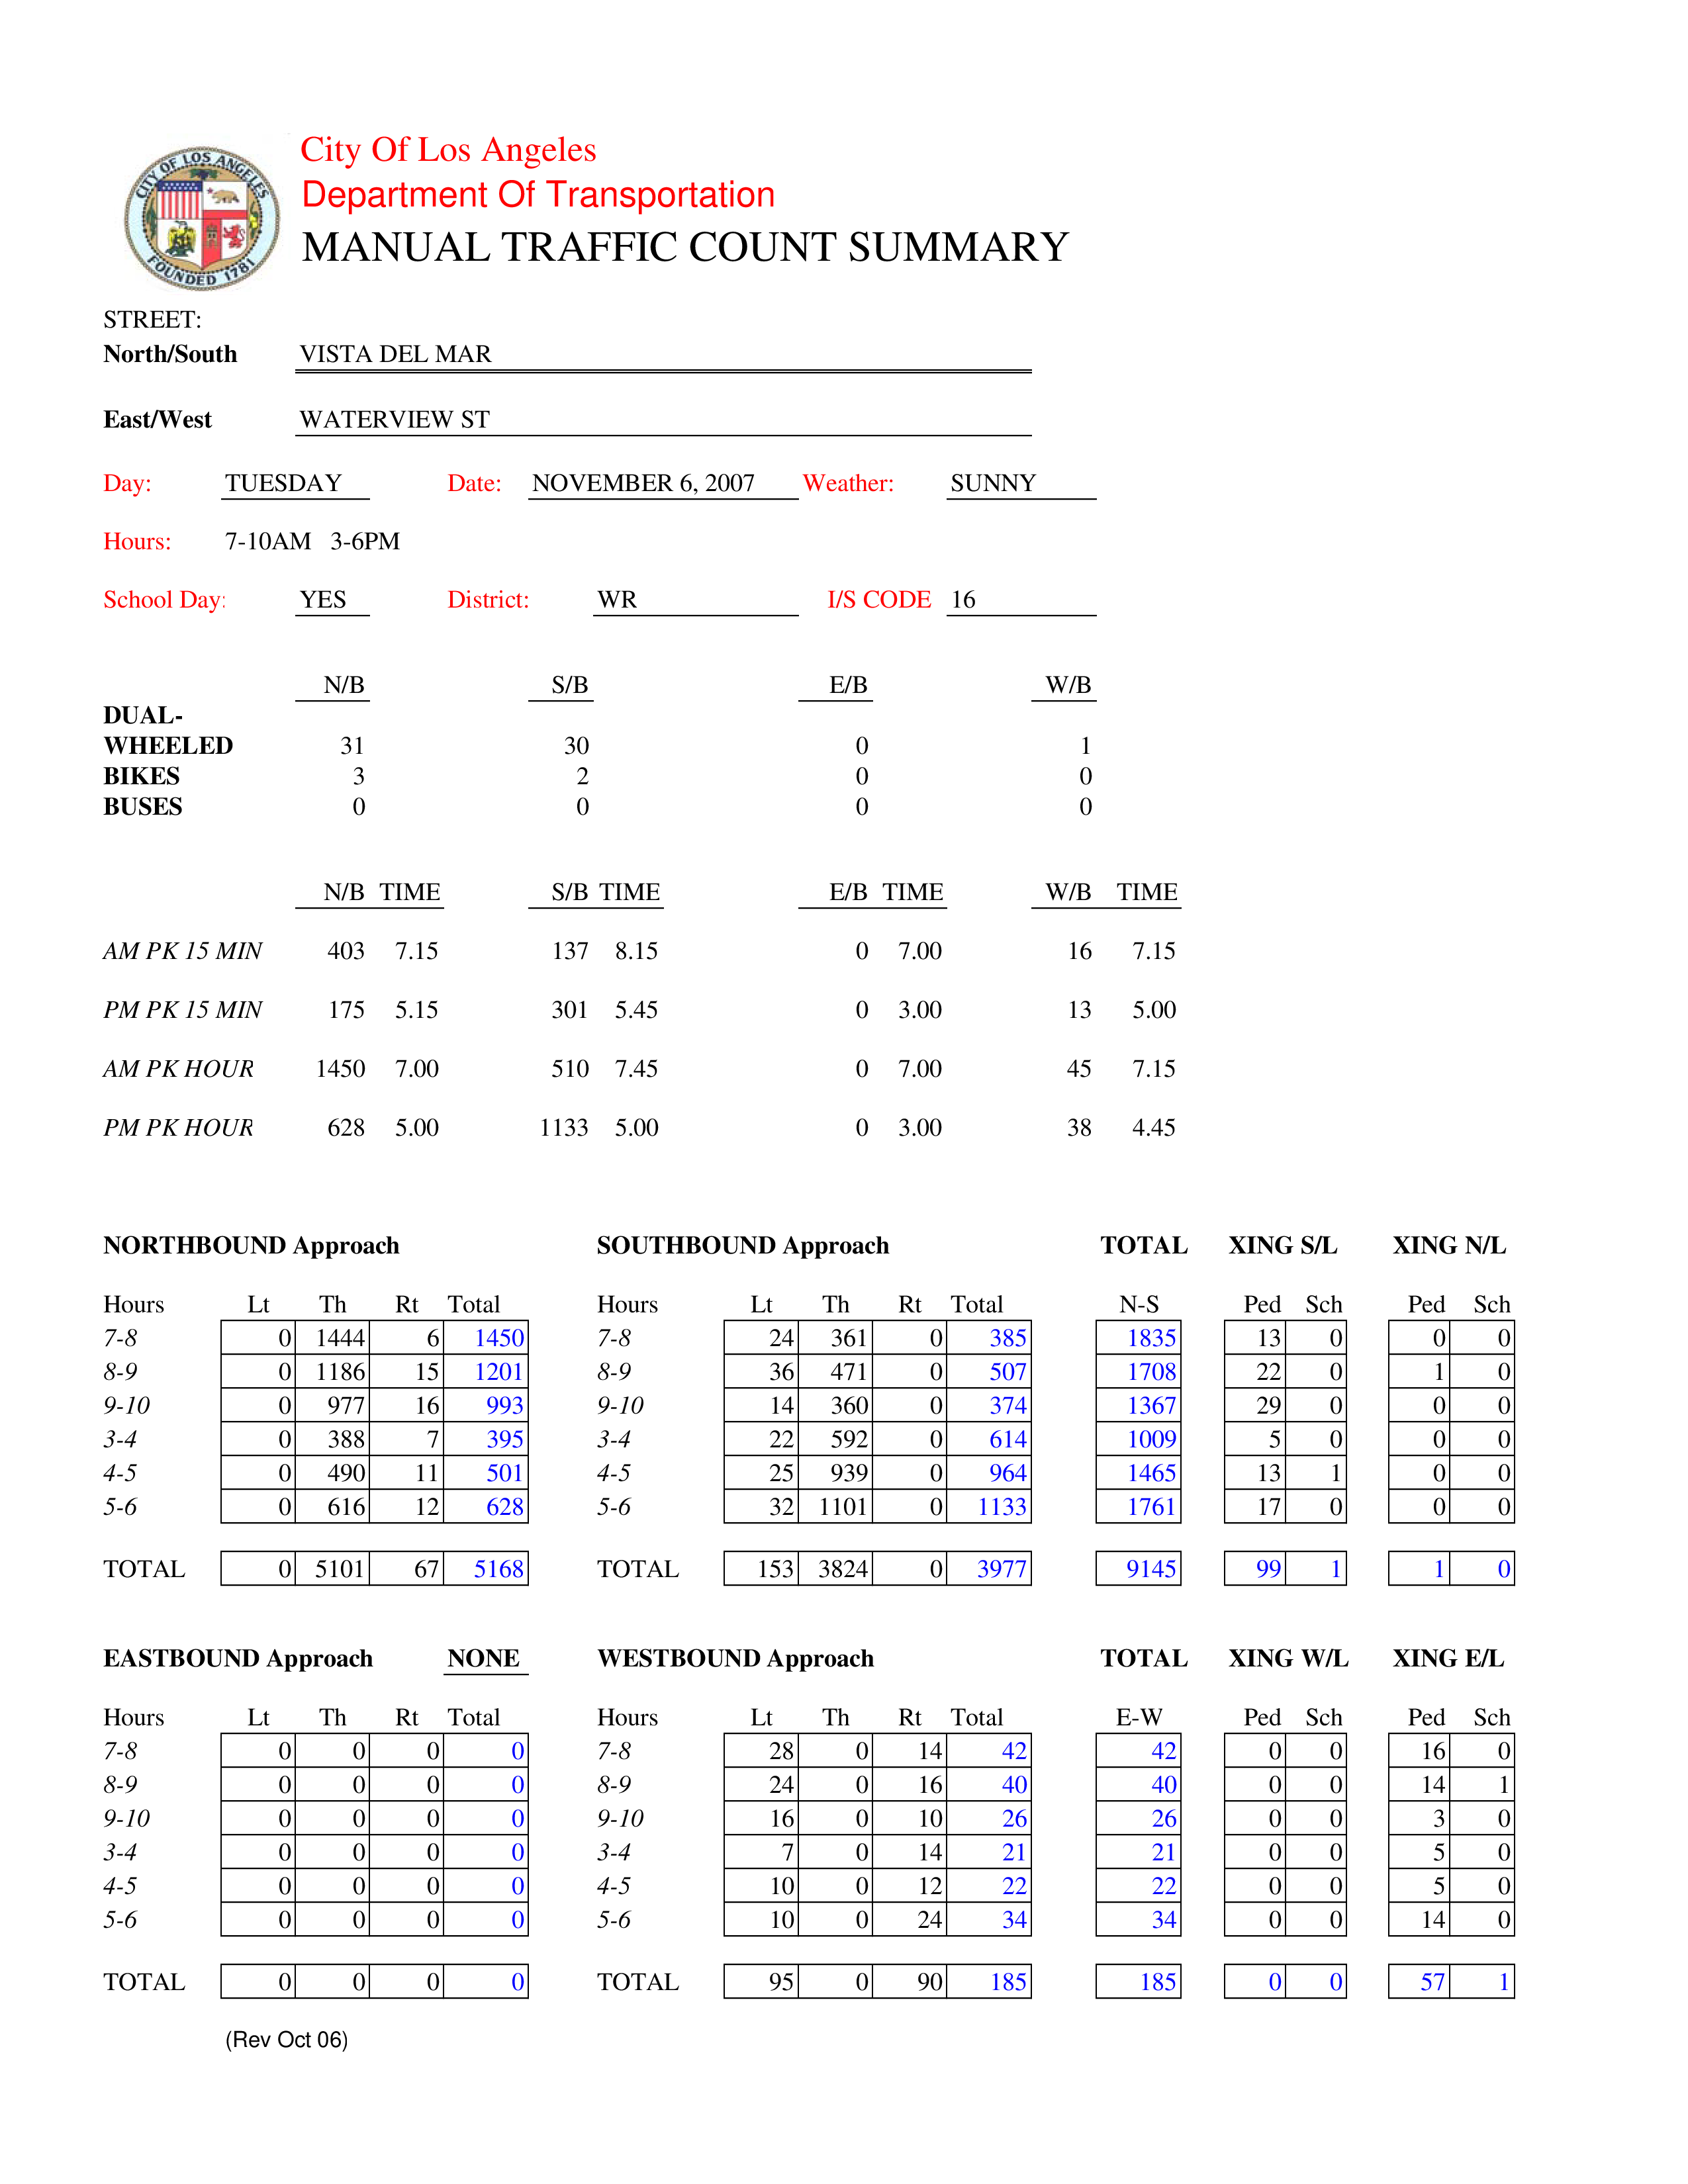 CITY OF LOS ANGELES
FOUNDED 1781
City Of Los Angeles
Department Of Transportation
MANUAL TRAFFIC COUNT SUMMARY
STREET:
North/South VISTA DEL MAR
East/West WATERVIEW ST
Day: TUESDAY Date: NOVEMBER 6, 2007 Weather: SUNNY
Hours: 7-10AM 3-6PM
School Day: YES District: WR I/S CODE 16
N/B S/B E/B W/B
DUAL-
WHEELED 31 30 0 1
BIKES 3 2 0 0
BUSES 0 0 0 0
N/B TIME S/B TIME E/B TIME W/B TIME
AM PK 15 MIN 403 7.15 137 8.15 0 7.00 16 7.15
PM PK 15 MIN 175 5.15 301 5.45 0 3.00 13 5.00
AM PK HOUR 1450 7.00 510 7.45 0 7.00 45 7.15
PM PK HOUR 628 5.00 1133 5.00 0 3.00 38 4.45
NORTHBOUND Approach SOUTHBOUND Approach TOTAL XING S/L XING N/L
Hours Lt Th Rt Total Hours Lt Th Rt Total N-S Ped Sch Ped Sch
7-8 0 1444 6 1450 7-8 24 361 0 385 1835 13 0 0 0
8-9 0 1186 15 1201 8-9 36 471 0 507 1708 22 0 1 0
9-10 0 977 16 993 9-10 14 360 0 374 1367 29 0 0 0
3-4 0 388 7 395 3-4 22 592 0 614 1009 5 0 0 0
4-5 0 490 11 501 4-5 25 939 0 964 1465 13 1 0 0
5-6 0 616 12 628 5-6 32 1101 0 1133 1761 17 0 0 0
TOTAL 0 5101 67 5168 TOTAL 153 3824 0 3977 9145 99 1 1 0
EASTBOUND Approach NONE WESTBOUND Approach TOTAL XING W/L XING E/L
Hours Lt Th Rt Total Hours Lt Th Rt Total E-W Ped Sch Ped Sch
7-8 0 0 0 0 7-8 28 0 14 42 42 0 0 16 0
8-9 0 0 0 0 8-9 24 0 16 40 40 0 0 14 1
9-10 0 0 0 0 9-10 16 0 10 26 26 0 0 3 0
3-4 0 0 0 0 3-4 7 0 14 21 21 0 0 5 0
4-5 0 0 0 0 4-5 10 0 12 22 22 0 0 5 0
5-6 0 0 0 0 5-6 10 0 24 34 34 0 0 14 0
TOTAL 0 0 0 0 TOTAL 95 0 90 185 185 0 0 57 1
(Rev Oct 06)